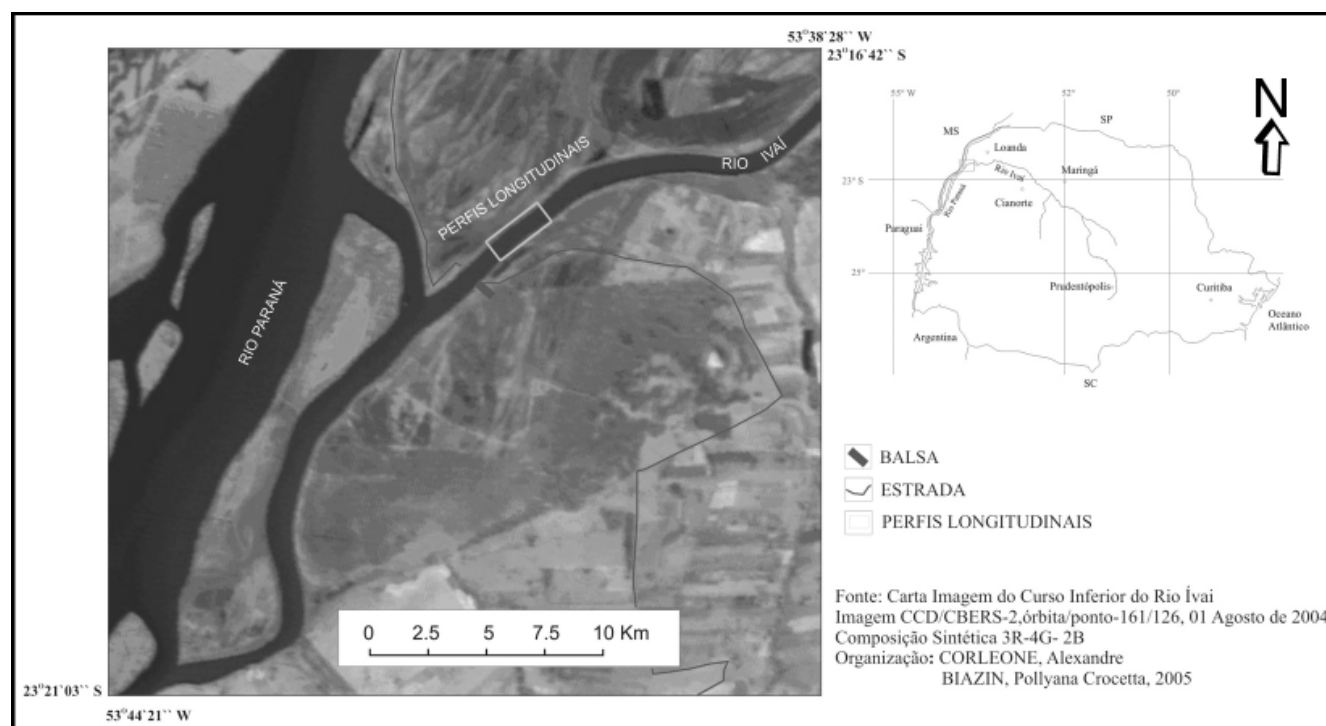 53°38`28`` W
23°16`42`` S
RIO IVAÍ
PERFIS LONGITUDINAIS
RIO PARANÁ
0 2.5 5 7.5 10 Km
23°21`03`` S
53°44`21`` W
N
55° W
52°
50°
MS
SP
Loanda
23° S
Rio Ivaí
Maringá
Cianorte
Rio Paraná
Paraguai
25°
Prudentópolis
Curitiba
Oceano
Atlântico
Argentina
SC
BALSA
ESTRADA
PERFIS LONGITUDINAIS
Fonte: Carta Imagem do Curso Inferior do Rio Ívai
Imagem CCD/CBERS-2,órbita/ponto-161/126, 01 Agosto de 2004
Composição Sintética 3R-4G- 2B
Organização: CORLEONE, Alexandre
BIAZIN, Pollyana Crocetta, 2005